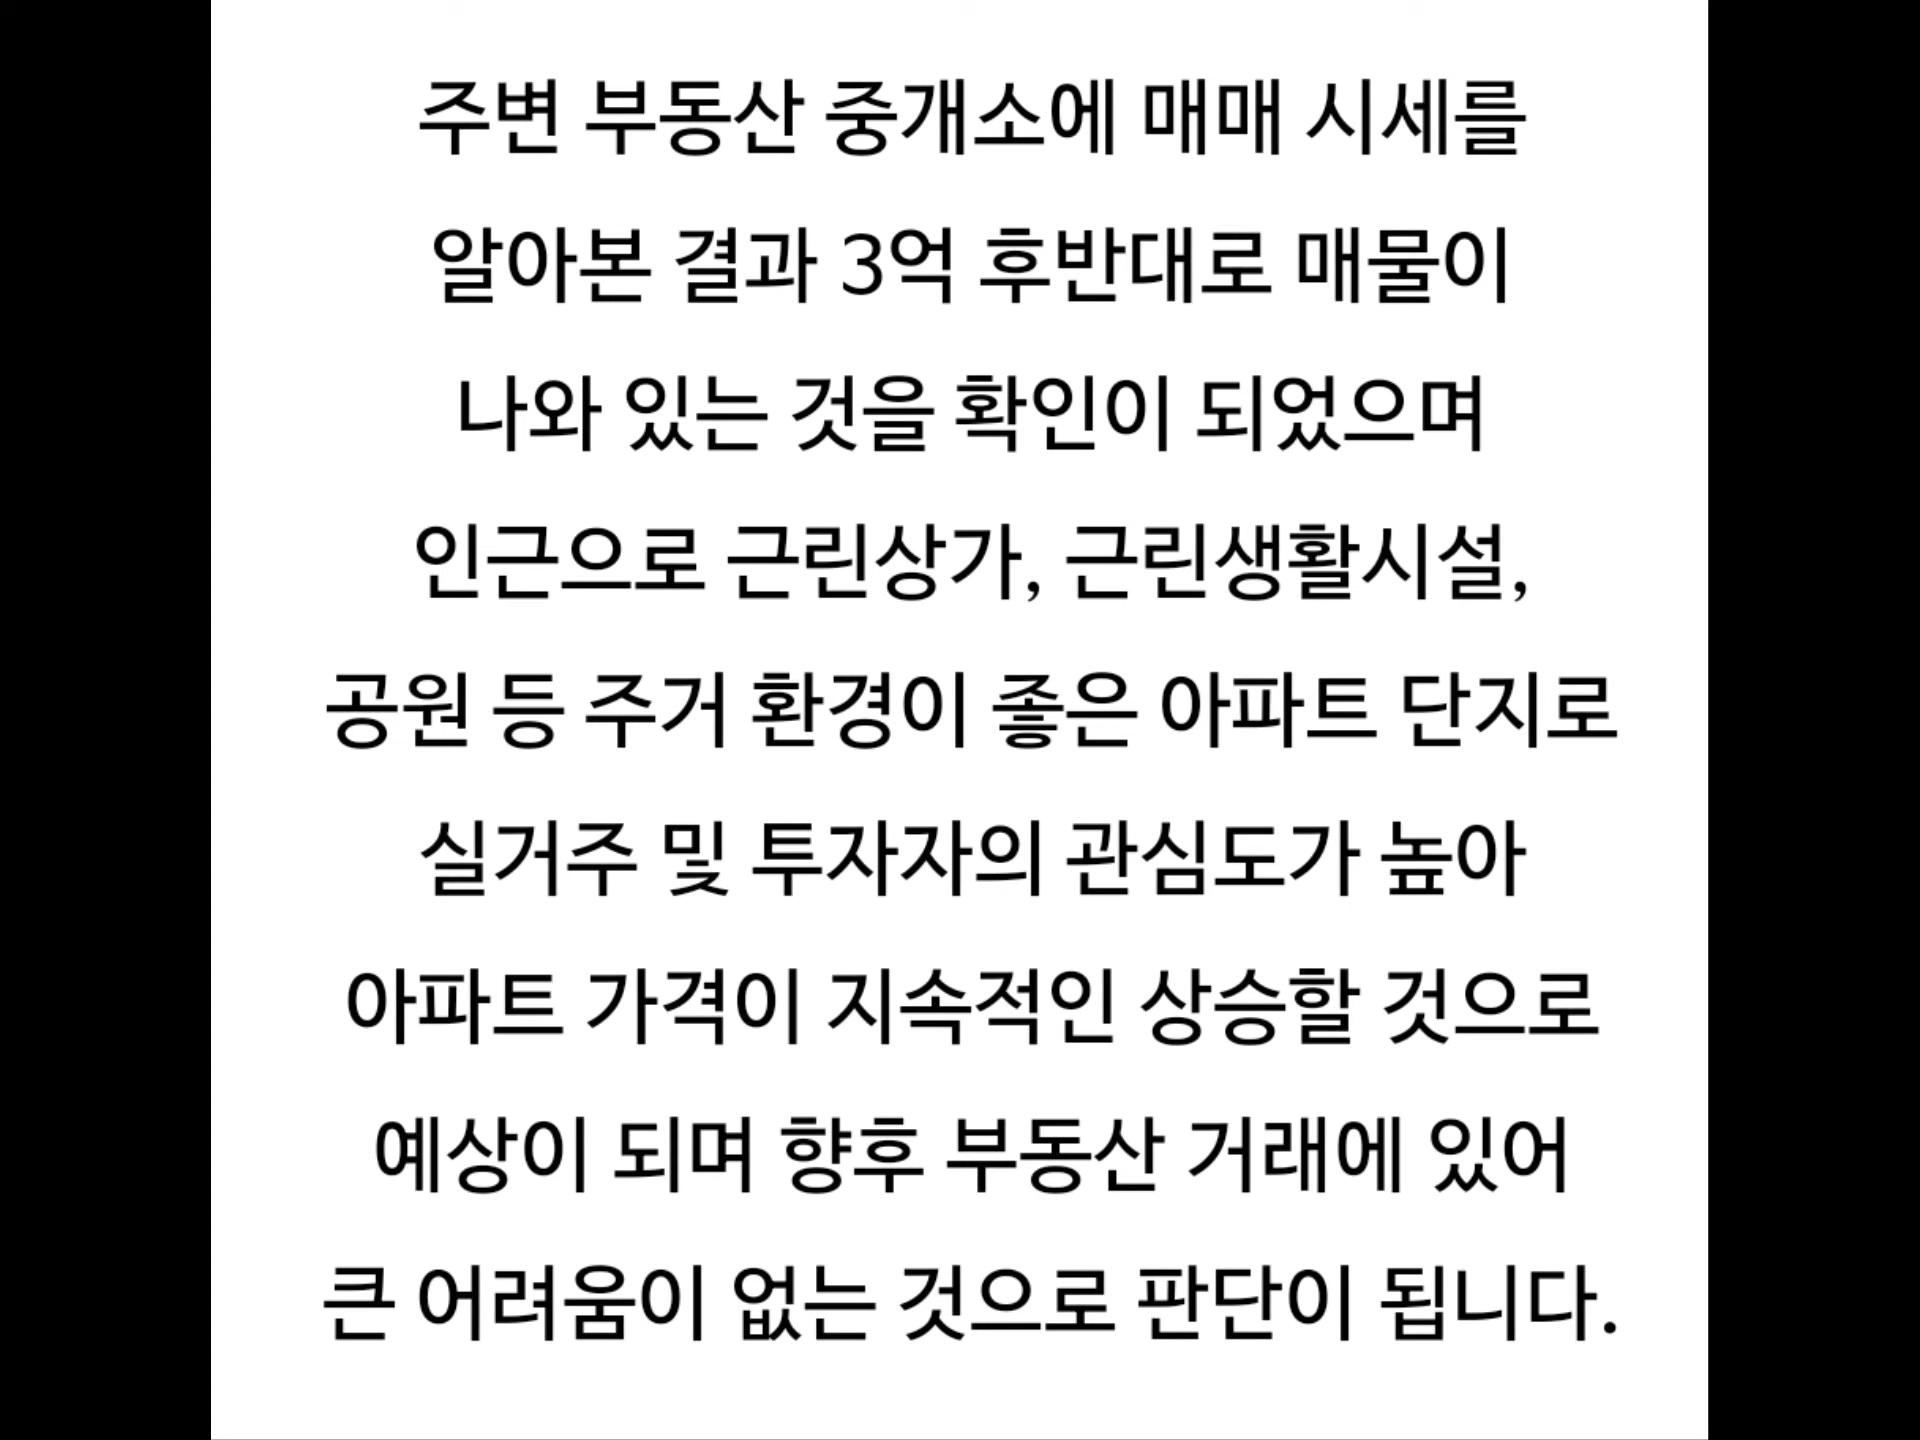 주변 부동산 중개소에 매매 시세를
알아본 결과 3억 후반대로 매물이
나와 있는 것을 확인이 되었으며
인근으로 근린상가, 근린생활시설,
공원 등 주거 환경이 좋은 아파트 단지로
실거주 및 투자자의 관심도가 높아
아파트 가격이 지속적인 상승할 것으로
예상이 되며 향후 부동산 거래에 있어
큰 어려움이 없는 것으로 판단이 됩니다.